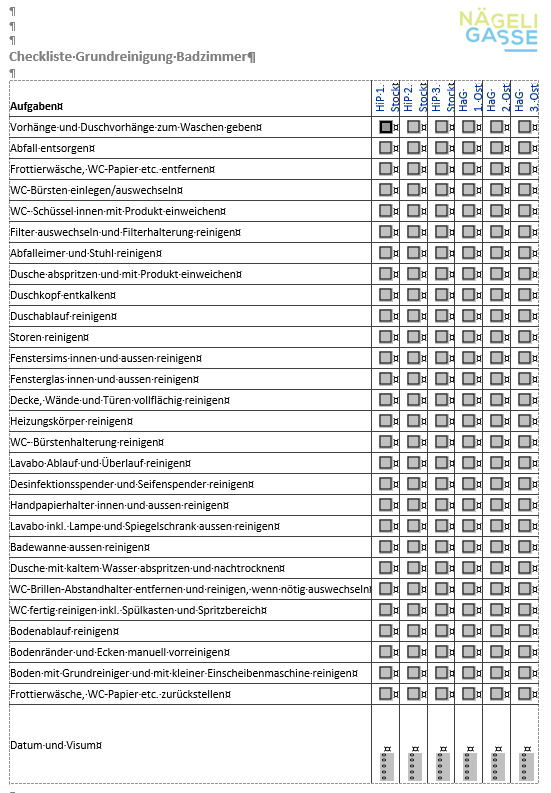 NÄGELI
GASSE
Checkliste Grundreinigung Badzimmer
Aufgaben
HiP 1. Stock
HiP 2. Stock
HiP 3. Stock
HaG 1. Ost
HaG 2. Ost
HaG 3. Ost
Vorhänge und Duschvorhänge zum Waschen geben
Abfall entsorgen
Frottierwäsche, WC-Papier etc. entfernen
WC-Bürsten einlegen/auswechseln
WC- Schüssel innen mit Produkt einweichen
Filter auswechseln und Filterhalterung reinigen
Abfalleimer und Stuhl reinigen
Dusche abspritzen und mit Produkt einweichen
Duschkopf entkalken
Duschablauf reinigen
Storen reinigen
Fenstersims innen und aussen reinigen
Fensterglas innen und aussen reinigen
Decke, Wände und Türen vollflächig reinigen
Heizungskörper reinigen
WC- Bürstenhalterung reinigen
Lavabo Ablauf und Überlauf reinigen
Desinfektionsspender und Seifenspender reinigen
Handpapierhalter innen und aussen reinigen
Lavabo inkl. Lampe und Spiegelschrank aussen reinigen
Badewanne aussen reinigen
Dusche mit kaltem Wasser abspritzen und nachtrocknen
WC-Brillen Abstandhalter entfernen und reinigen, wenn nötig auswechseln
WC fertig reinigen inkl. Spülkasten und Spritzbereich
Bodenablauf reinigen
Bodenränder und Ecken manuell vorreinigen
Boden mit Grundreiniger und mit kleiner Einscheibenmaschine reinigen
Frottierwäsche, WC-Papier etc. zurückstellen
Datum und Visum